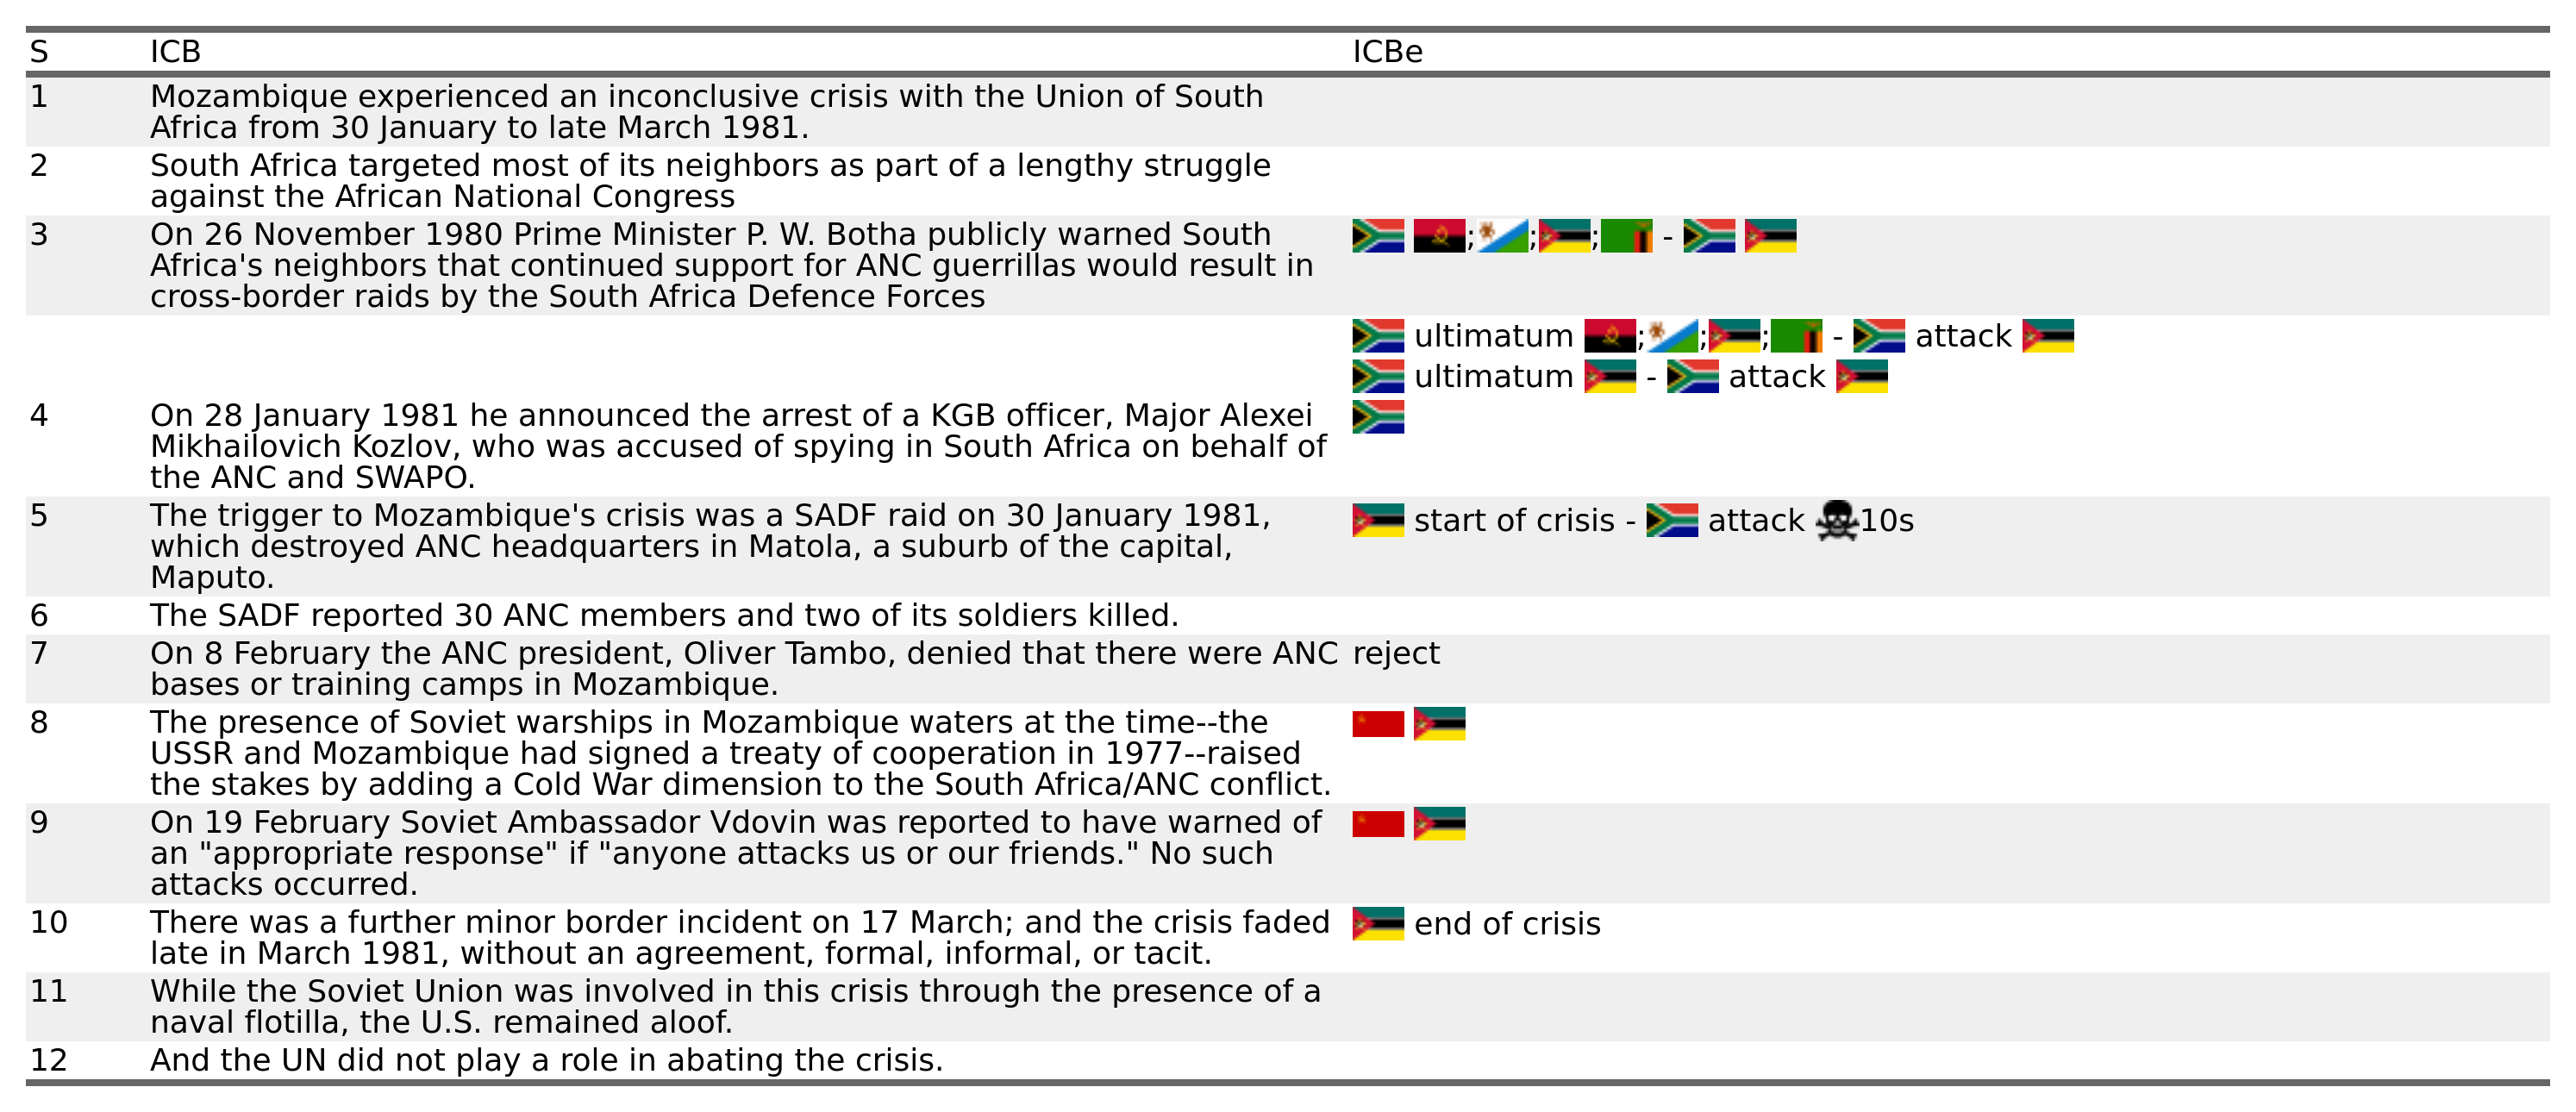 S ICB ICBe
1 Mozambique experienced an inconclusive crisis with the Union of South
Africa from 30 January to late March 1981.
2 South Africa targeted most of its neighbors as part of a lengthy struggle
against the African National Congress
3 On 26 November 1980 Prime Minister P. W. Botha publicly warned South ; ; ; -
Africa's neighbors that continued support for ANC guerrillas would result in
cross-border raids by the South Africa Defence Forces
ultimatum ; ; ; - attack
ultimatum - attack
4 On 28 January 1981 he announced the arrest of a KGB officer, Major Alexei
Mikhailovich Kozlov, who was accused of spying in South Africa on behalf of
the ANC and SWAPO.
5 The trigger to Mozambique's crisis was a SADF raid on 30 January 1981, start of crisis - attack 10s
which destroyed ANC headquarters in Matola, a suburb of the capital,
Maputo.
6 The SADF reported 30 ANC members and two of its soldiers killed.
7 On 8 February the ANC president, Oliver Tambo, denied that there were ANC reject
bases or training camps in Mozambique.
8 The presence of Soviet warships in Mozambique waters at the time--the
USSR and Mozambique had signed a treaty of cooperation in 1977--raised
the stakes by adding a Cold War dimension to the South Africa/ANC conflict.
9 On 19 February Soviet Ambassador Vdovin was reported to have warned of
an "appropriate response" if "anyone attacks us or our friends." No such
attacks occurred.
10 There was a further minor border incident on 17 March; and the crisis faded end of crisis
late in March 1981, without an agreement, formal, informal, or tacit.
11 While the Soviet Union was involved in this crisis through the presence of a
naval flotilla, the U.S. remained aloof.
12 And the UN did not play a role in abating the crisis.